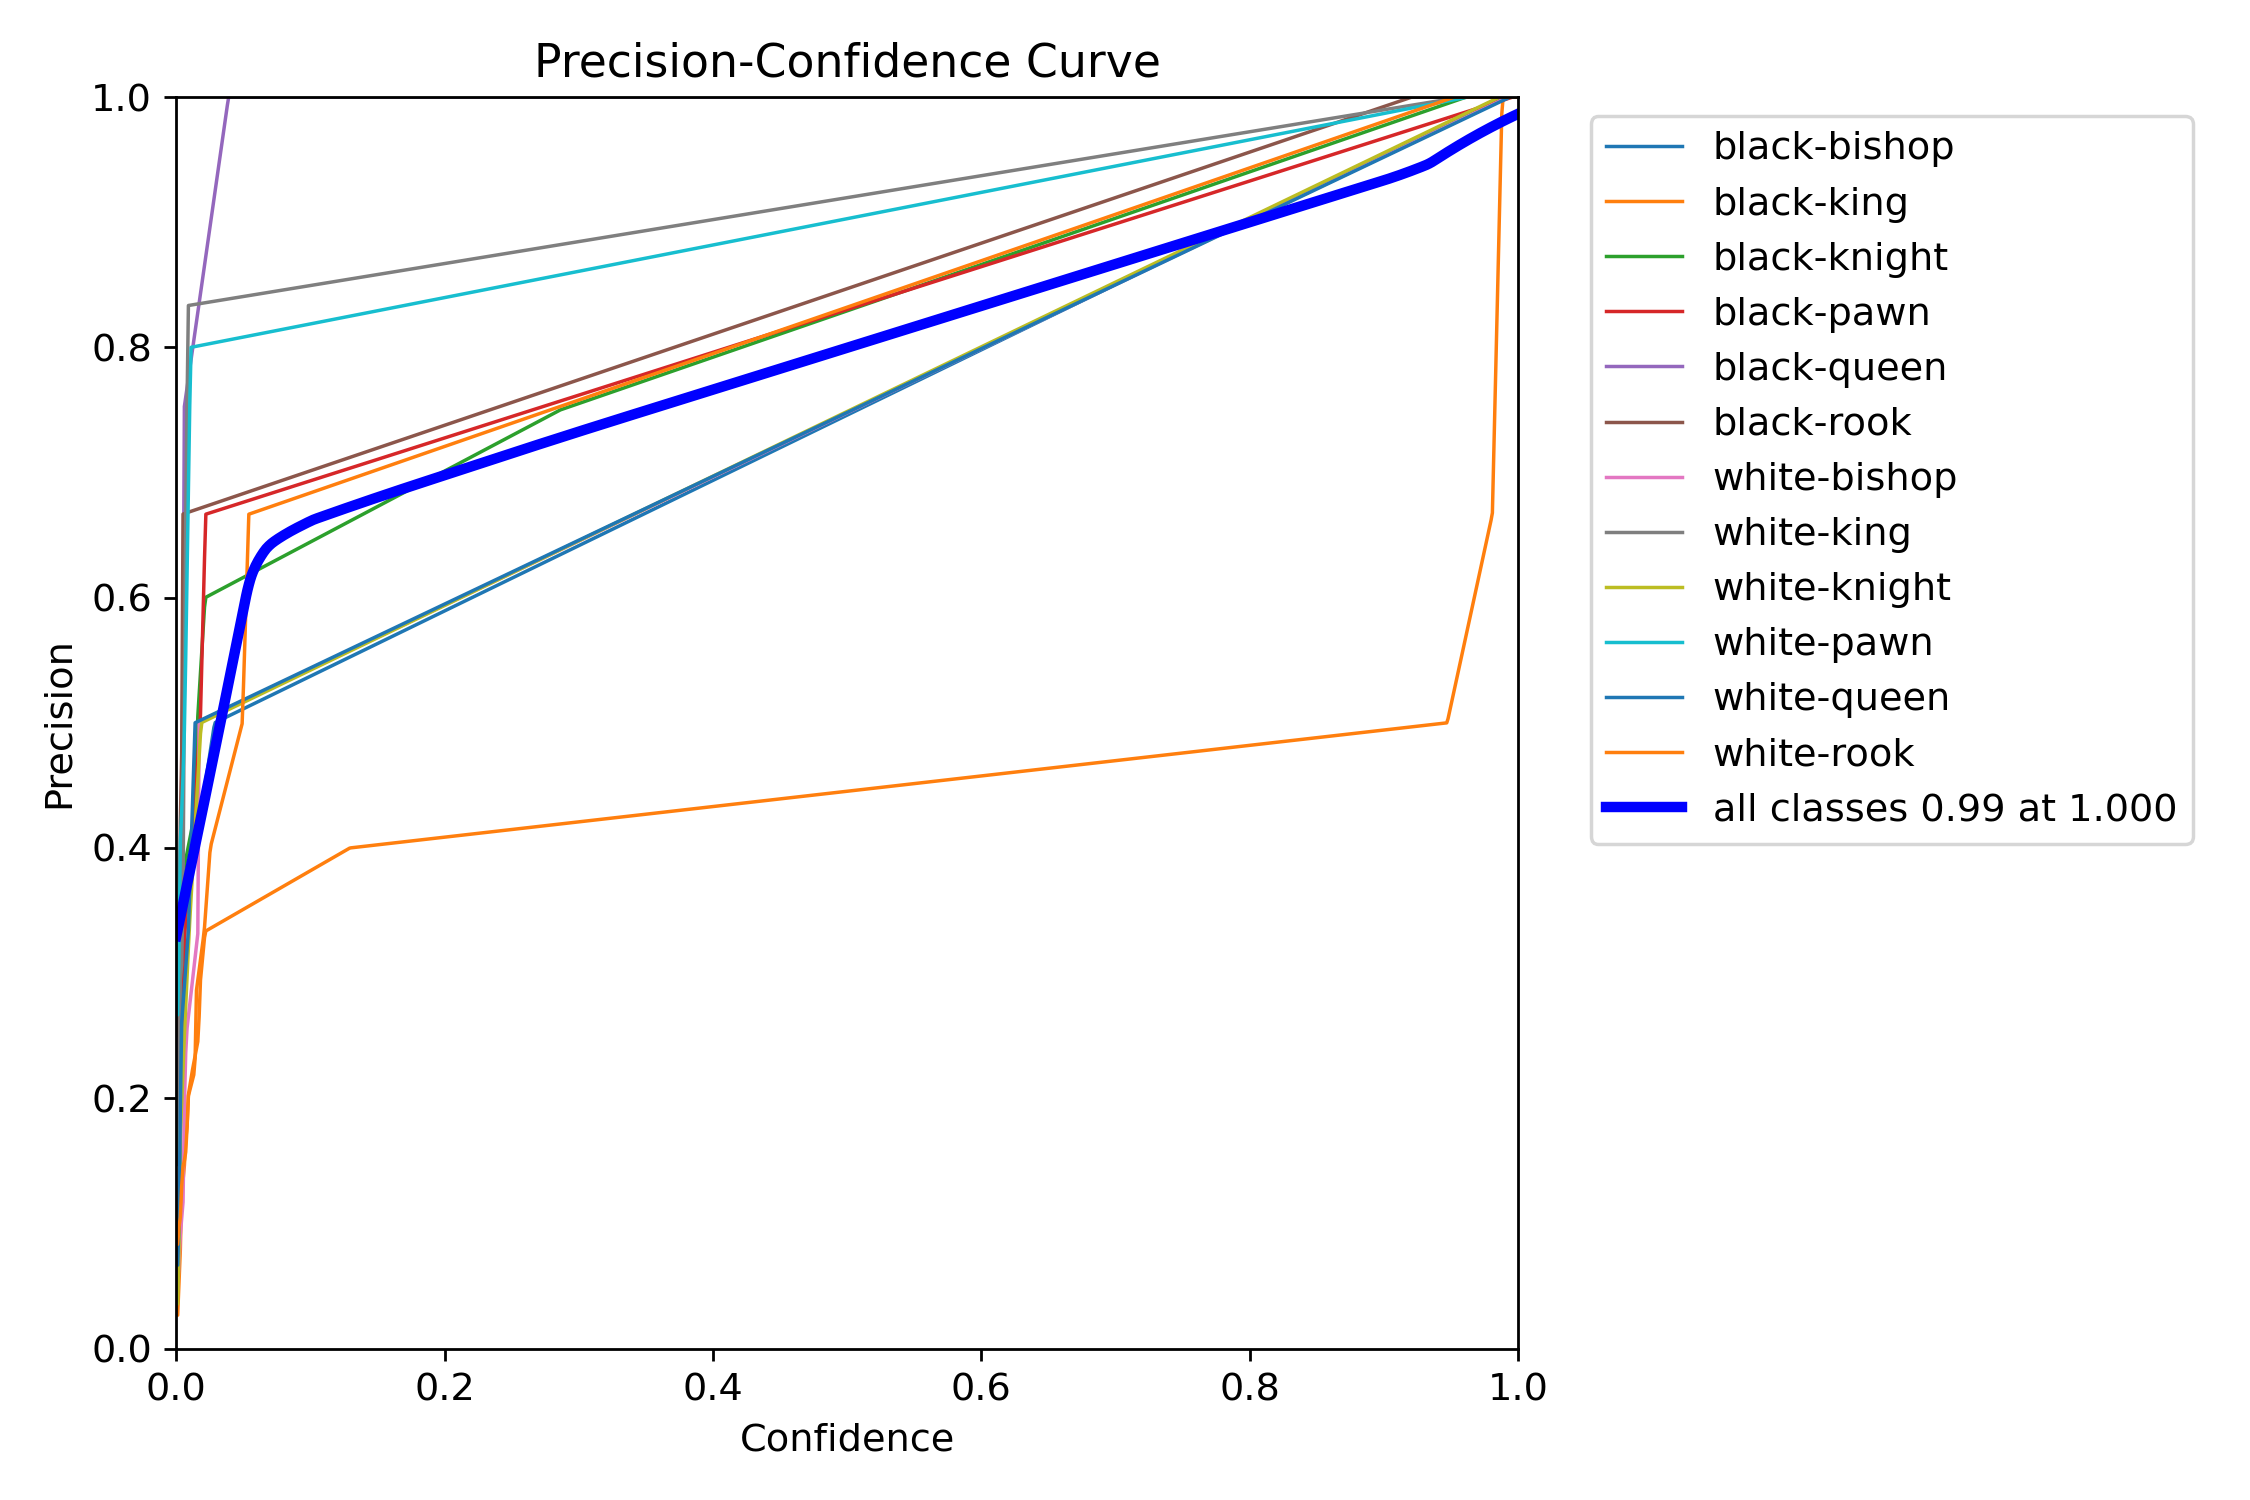 Precision-Confidence Curve
1.0
0.8
0.6
0.4
0.2
0.0
Precision
0.0 0.2 0.4 0.6 0.8 1.0
Confidence
black-bishop
black-king
black-knight
black-pawn
black-queen
black-rook
white-bishop
white-king
white-knight
white-pawn
white-queen
white-rook
all classes 0.99 at 1.000